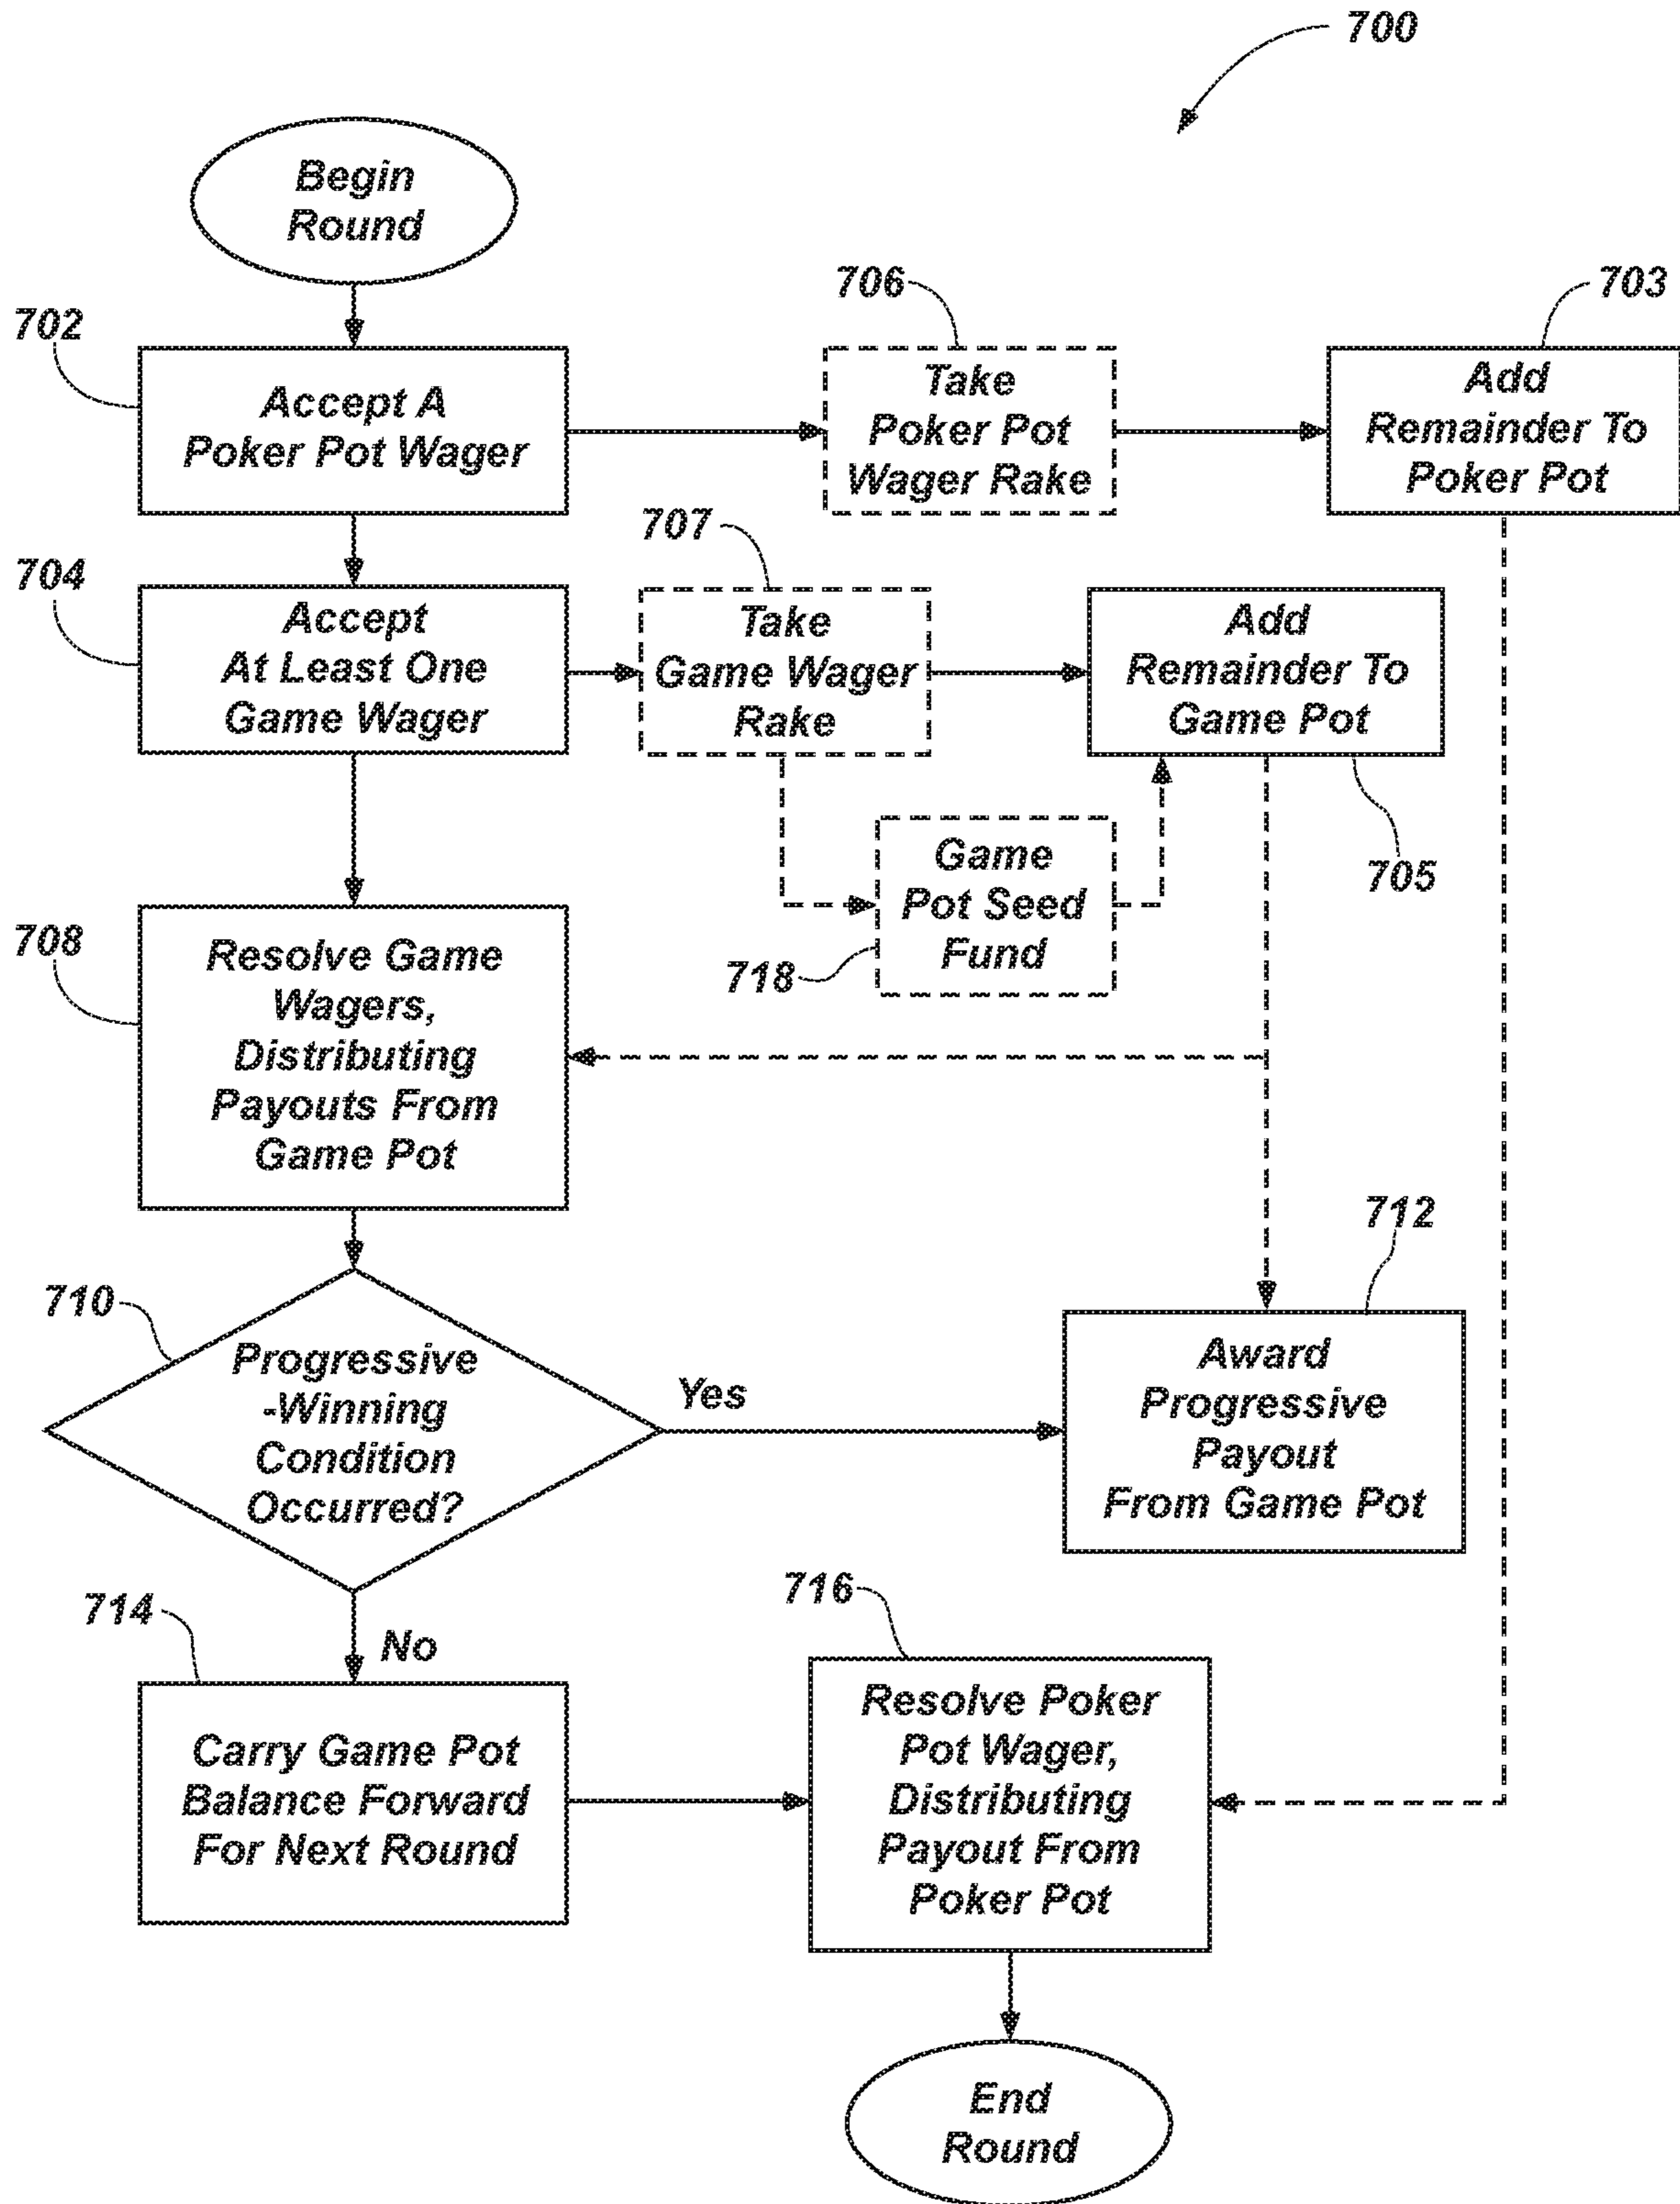 700
Begin
Round
706
703
702
Accept A
Poker Pot Wager
Take
Poker Pot
Wager Rake
Add
Remainder To
Poker Pot
707
704
Accept
At Least One
Game Wager
Take
Game Wager
Rake
Add
Remainder To
Game Pot
705
Game
Pot Seed
Fund
718
708
Resolve Game
Wagers,
Distributing
Payouts From
Game Pot
712
710
Progressive
-Winning
Condition
Occurred?
Yes
Award
Progressive
Payout
From Game Pot
714
No
716
Carry Game Pot
Balance Forward
For Next Round
Resolve Poker
Pot Wager,
Distributing
Payout From
Poker Pot
End
Round